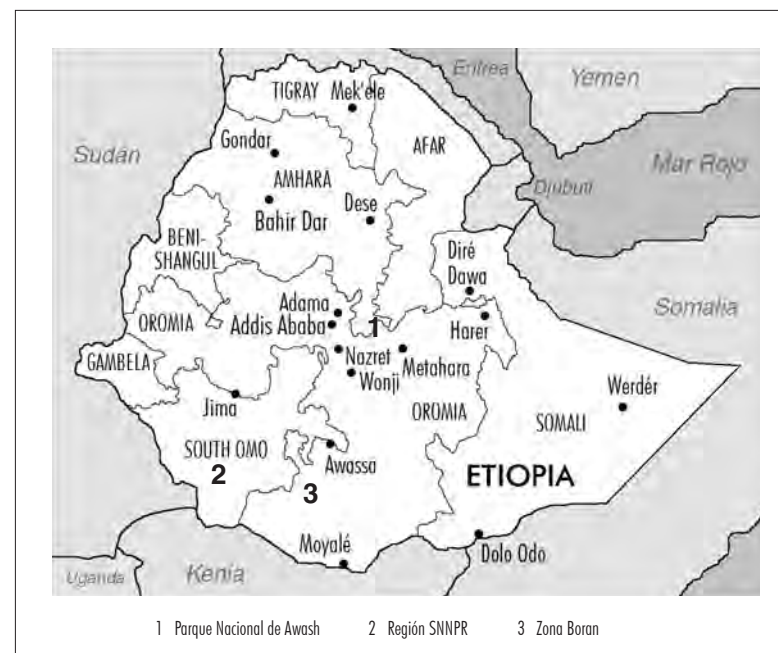 Eritrea
Yemen
TIGRAY
Mek'ele
Sudán
Gondar
AFAR
Mar Rojo
AMHARA
Djibuti
Dese
Bahir Dar
BENI-
SHANGUL
Diré
Dawa
Somalia
Adama
OROMIA
Addis Ababa
1
Harer
GAMBELA
Nazret
Metahara
Wonji
Jima
OROMIA
Werdér
SOMALI
SOUTH OMO
Awassa
2
ETIOPIA
3
Moyalé
Dolo Odo
Uganda
Kenía
1 Parque Nacional de Awash 2 Región SNNPR 3 Zona Boran